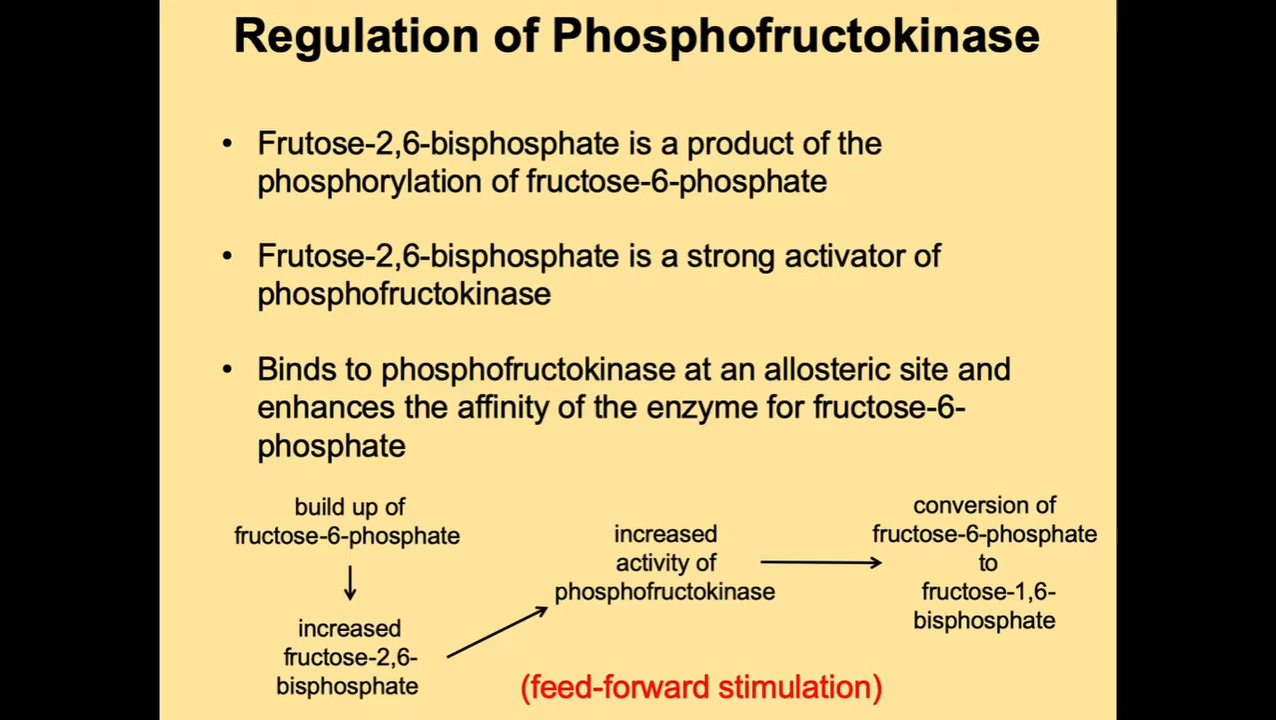 Regulation of Phosphofructokinase
• Frutose-2,6-bisphosphate is a product of the
phosphorylation of fructose-6-phosphate
• Frutose-2,6-bisphosphate is a strong activator of
phosphofructokinase
• Binds to phosphofructokinase at an allosteric site and
enhances the affinity of the enzyme for fructose-6-
phosphate
build up of
fructose-6-phosphate
increased
fructose-2,6-
bisphosphate
increased
activity of
phosphofructokinase
conversion of
fructose-6-phosphate
to
fructose-1,6-
bisphosphate
(feed-forward stimulation)